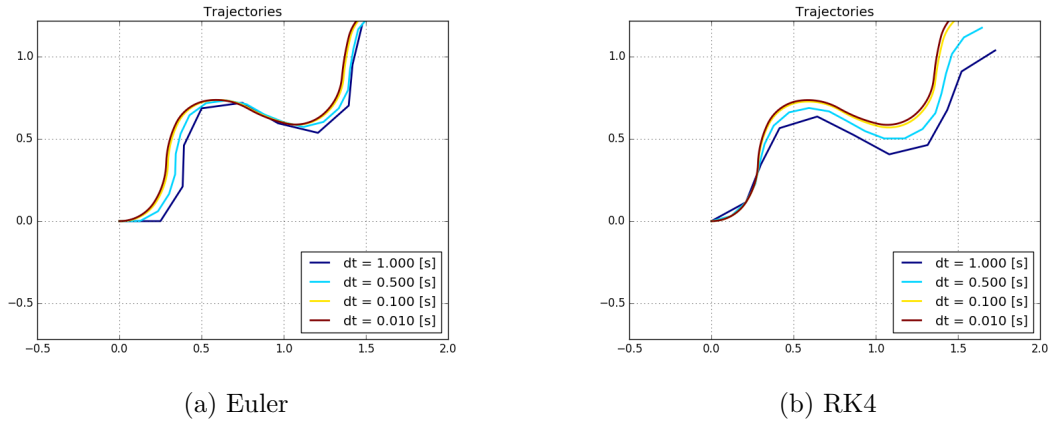 Trajectories
1.0
0.5
0.0
−0.5
−0.5
0.0
0.5
1.0
1.5
2.0
dt = 1.000 [s]
dt = 0.500 [s]
dt = 0.100 [s]
dt = 0.010 [s]
(a) Euler
Trajectories
1.0
0.5
0.0
−0.5
−0.5
0.0
0.5
1.0
1.5
2.0
dt = 1.000 [s]
dt = 0.500 [s]
dt = 0.100 [s]
dt = 0.010 [s]
(b) RK4